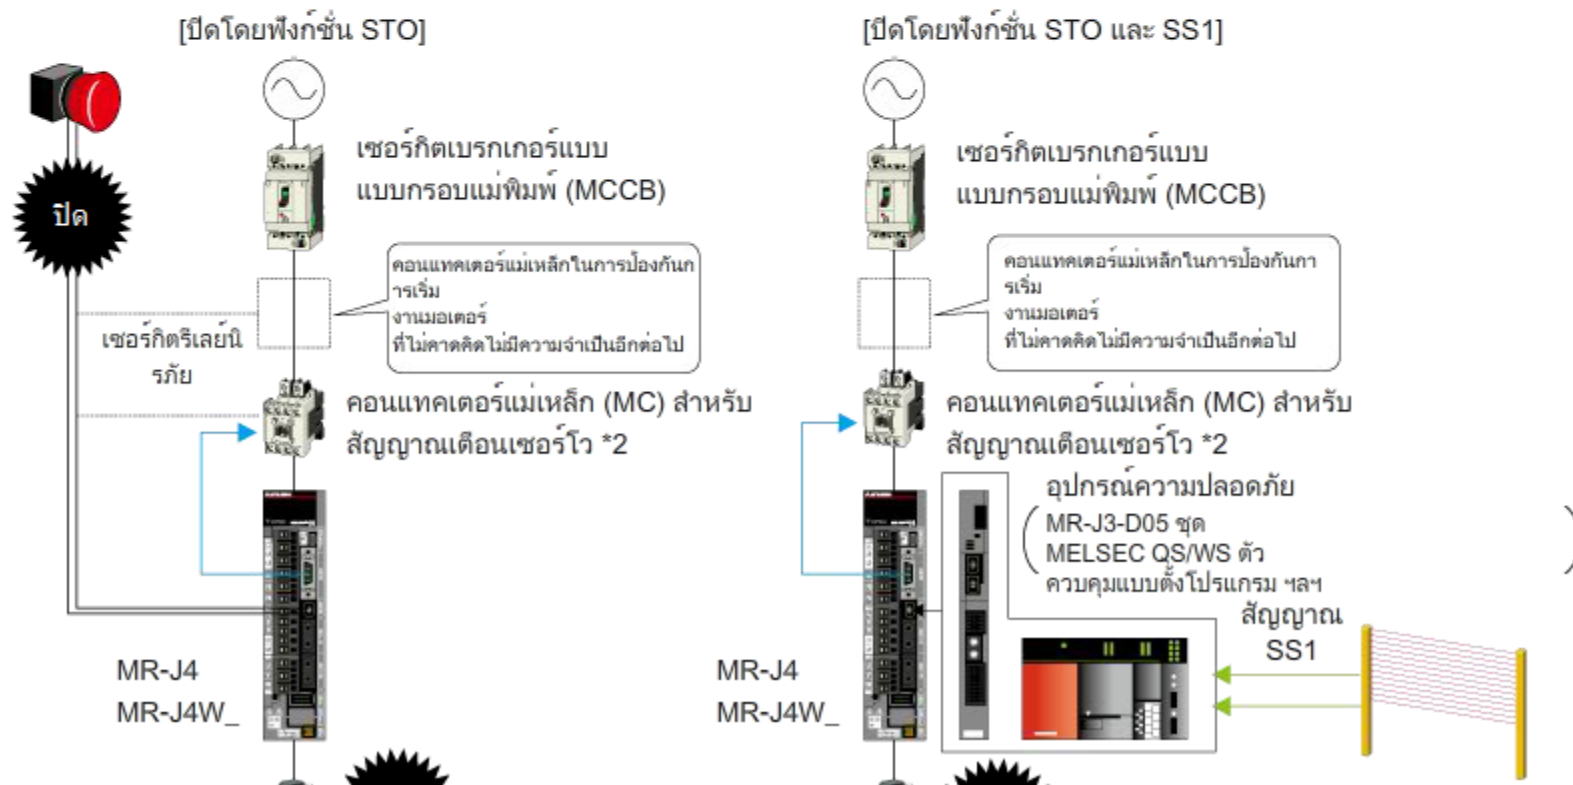 [ปิดโดยฟังก์ชั่น STO]
ปิด
เซอร์กิตเบรกเกอร์แบบ
แบบกรอบแม่พิมพ์ (MCCB)
คอนแทคเตอร์แม่เหล็กในการป้องกันก
ารเริ่ม
งานมอเตอร์
ที่ไม่คาดคิดไม่มีความจำเป็นอีกต่อไป
เซอร์กิตรีเลย์นิ
รภัย
คอนแทคเตอร์แม่เหล็ก (MC) สำหรับ
สัญญาณเตือนเซอร์โว *2
MR-J4
MR-J4W_
[ปิดโดยฟังก์ชั่น STO และ SS1]
เซอร์กิตเบรกเกอร์แบบ
แบบกรอบแม่พิมพ์ (MCCB)
คอนแทคเตอร์แม่เหล็กในการป้องกันกา
รเริ่ม
งานมอเตอร์
ที่ไม่คาดคิดไม่มีความจำเป็นอีกต่อไป
คอนแทคเตอร์แม่เหล็ก (MC) สำหรับ
สัญญาณเตือนเซอร์โว *2
อุปกรณ์ความปลอดภัย
MR-J3-D05 ชุด
MELSEC QS/WS ตัว
ควบคุมแบบตั้งโปรแกรม ฯลฯ
สัญญาณ
SS1
MR-J4
MR-J4W_